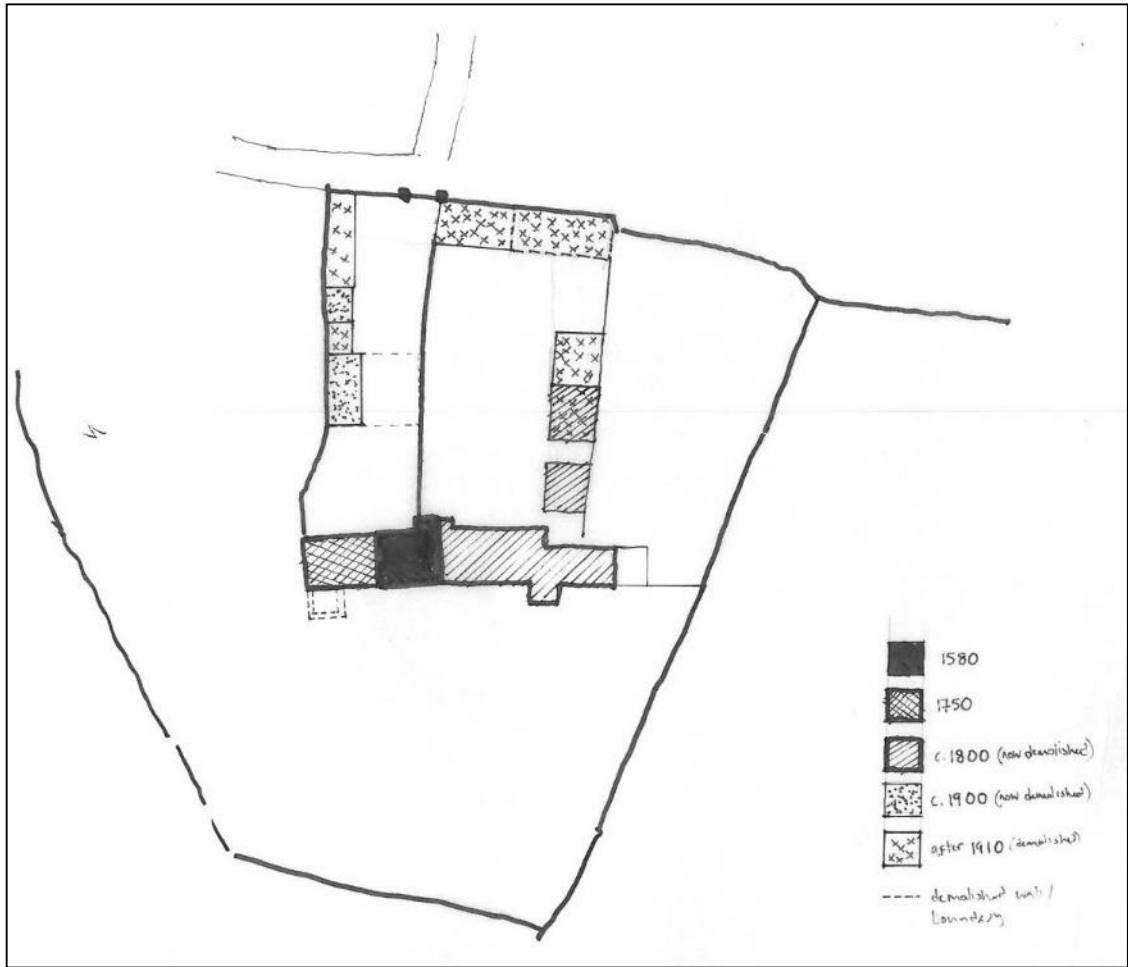 1580
1750
c.1800 (now demolished)
c.1900 (now demolished)
after 1910 (demolished)
demolished wall /
boundary